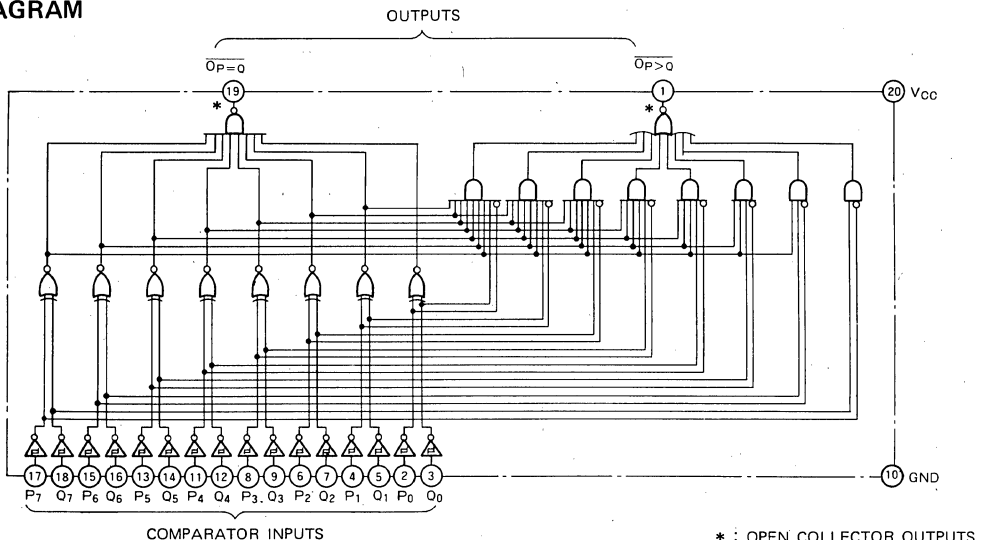 AGRAM
OUTPUTS
OP=Q
OP>Q
* 19
* 1
20 VCC
10 GND
17 18 15 16 13 14 11 12 8 9 6 7 4 5 2 3
P7 Q7 P6 Q6 P5 Q5 P4 Q4 P3. Q3 P2 Q2 P1 Q1 P0 Q0
COMPARATOR INPUTS
* : OPEN COLLECTOR OUTPUTS